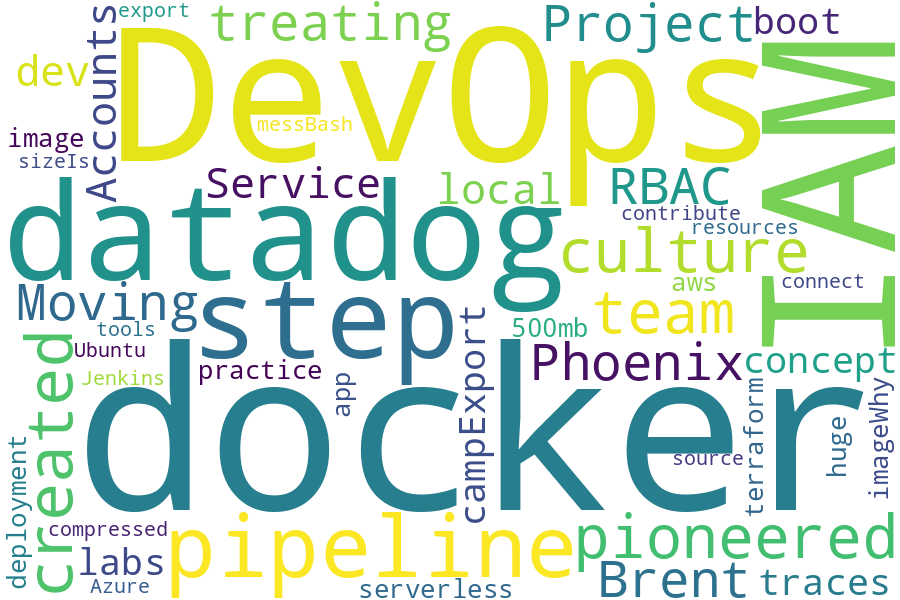 export
treating
Project
boot
Accounts
dev
DevOps
IAM
messBash
image
sizeIs
Service
local
RBAC
contribute
resources
datadog
culture
aws
connect
Moving
step
team
tools
500mb
Ubuntu
created
Jenkins
practice
app
campExport
Phoenix
concept
docker
source
terraform
huge
imageWhy
deployment
compressed
labs
Azure
pipeline
pioneered
serverless
Brent
traces